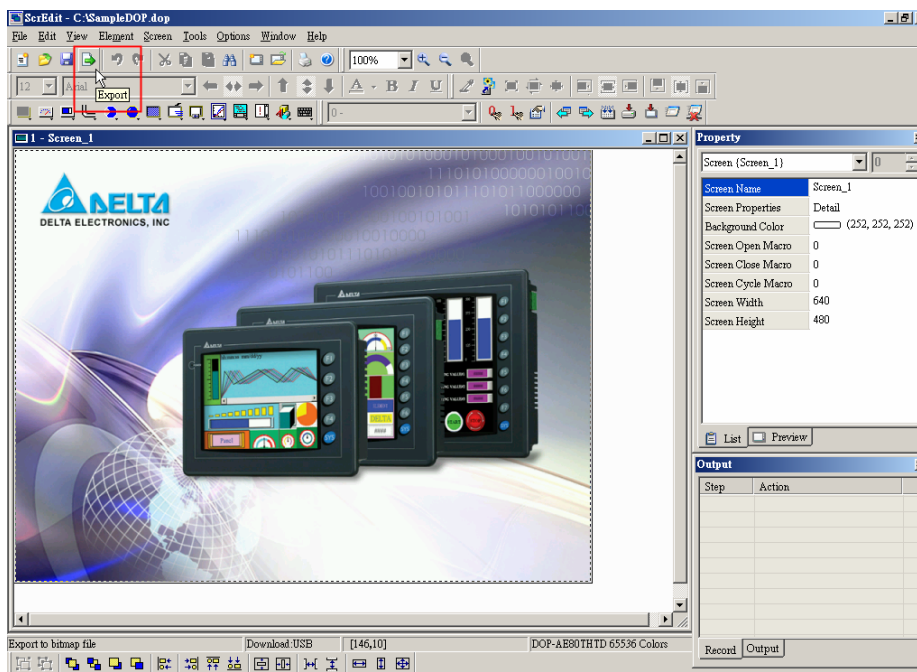 ScrEdit - C:\SampleDOP.dop
File Edit View Element Screen Tools Options Window Help
100%
12 Arial
Export
0 -
1 - Screen_1
DELTA
DELTA ELECTRONICS, INC
Property
Screen {Screen_1} 0
Screen Name Screen_1
Screen Properties Detail
Background Color (252, 252, 252)
Screen Open Macro 0
Screen Close Macro 0
Screen Cycle Macro 0
Screen Width 640
Screen Height 480
List Preview
Output
Step Action
Record Output
Export to bitmap file Download:USB [146,10] DOP-AE80THTD 65536 Colors